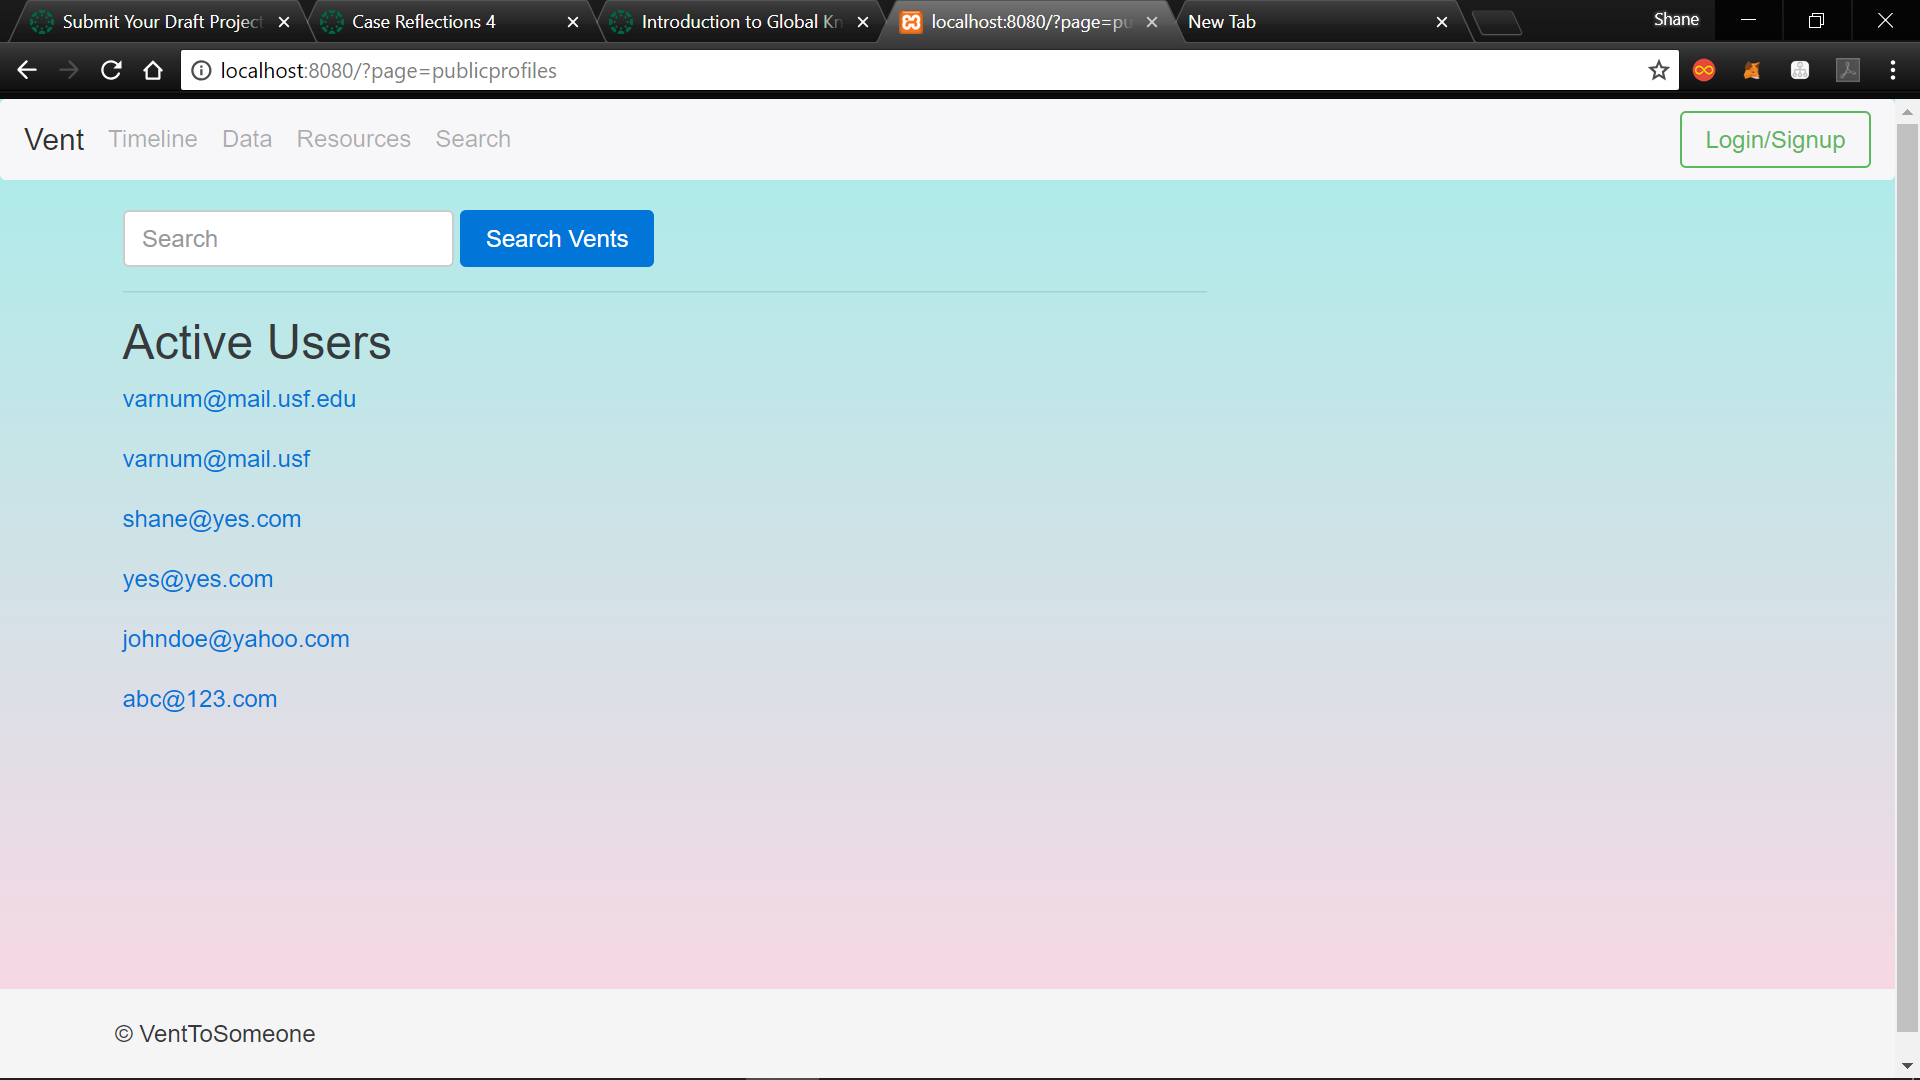 Submit Your Draft Project
Case Reflections 4
Introduction to Global Kn
localhost:8080/?page=pu
New Tab
Shane
localhost:8080/?page=publicprofiles
Vent Timeline Data Resources Search
Login/Signup
Search
Search Vents
Active Users
varnum@mail.usf.edu
varnum@mail.usf
shane@yes.com
yes@yes.com
johndoe@yahoo.com
abc@123.com
© VentToSomeone